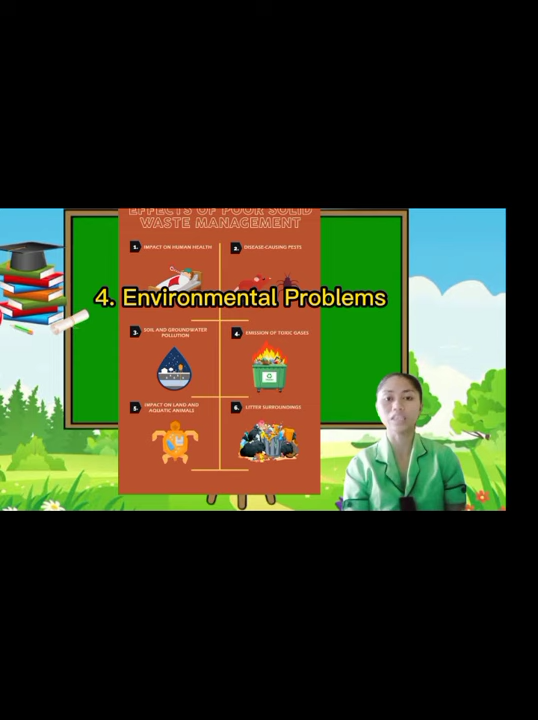 EFFECTS OF POOR SOLID
WASTE MANAGEMENT
1. IMPACT ON HUMAN HEALTH
2. DISEASE-CAUSING PESTS
4. Environmental Problems
3. SOIL AND GROUNDWATER
POLLUTION
4. EMISSION OF TOXIC GASES
5. IMPACT ON LAND AND
AQUATIC ANIMALS
6. LITTER SURROUNDINGS